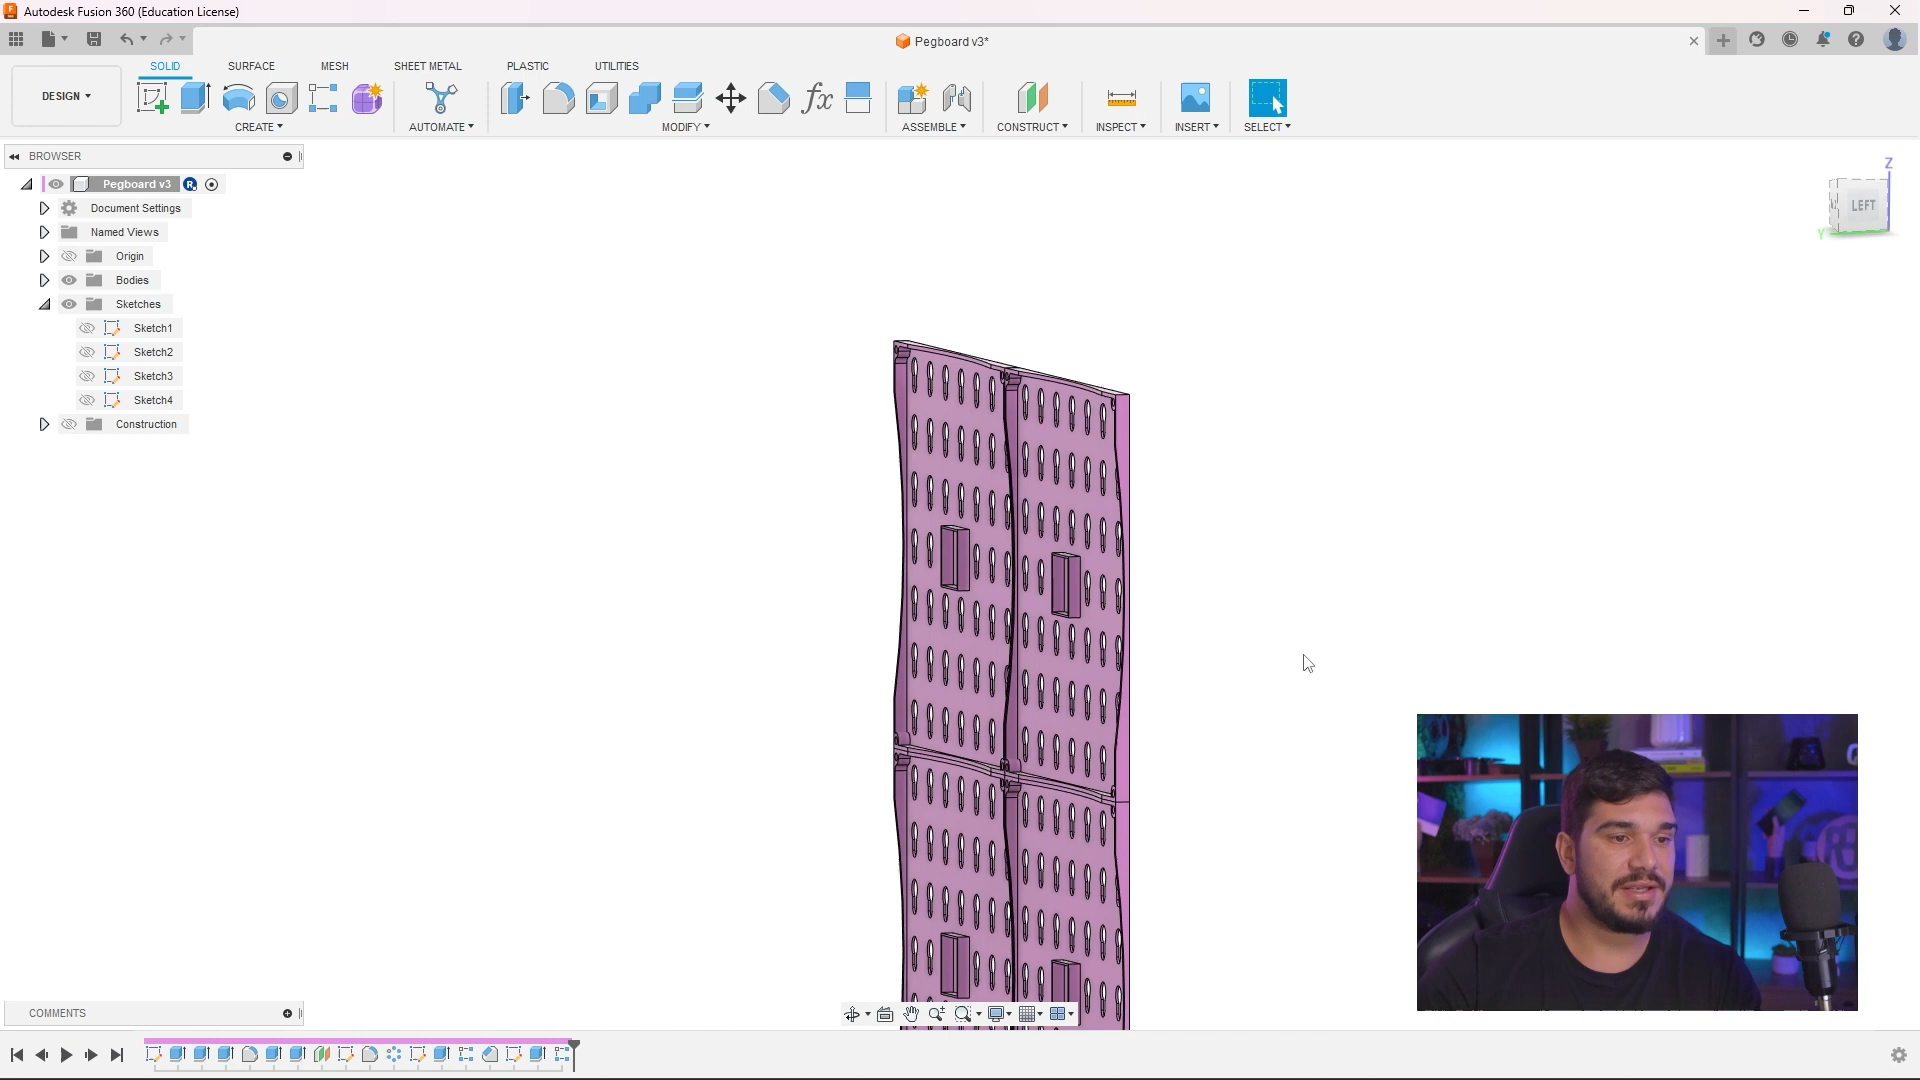 Autodesk Fusion 360 (Education License)
Pegboard v3*
DESIGN
SOLID
SURFACE
MESH
SHEET METAL
PLASTIC
UTILITIES
fx
CREATE
AUTOMATE
MODIFY
ASSEMBLE
CONSTRUCT
INSPECT
INSERT
SELECT
BROWSER
Pegboard v3
R
Document Settings
Named Views
Origin
Bodies
Sketches
Sketch1
Sketch2
Sketch3
Sketch4
Construction
Z
LEFT
Y
COMMENTS